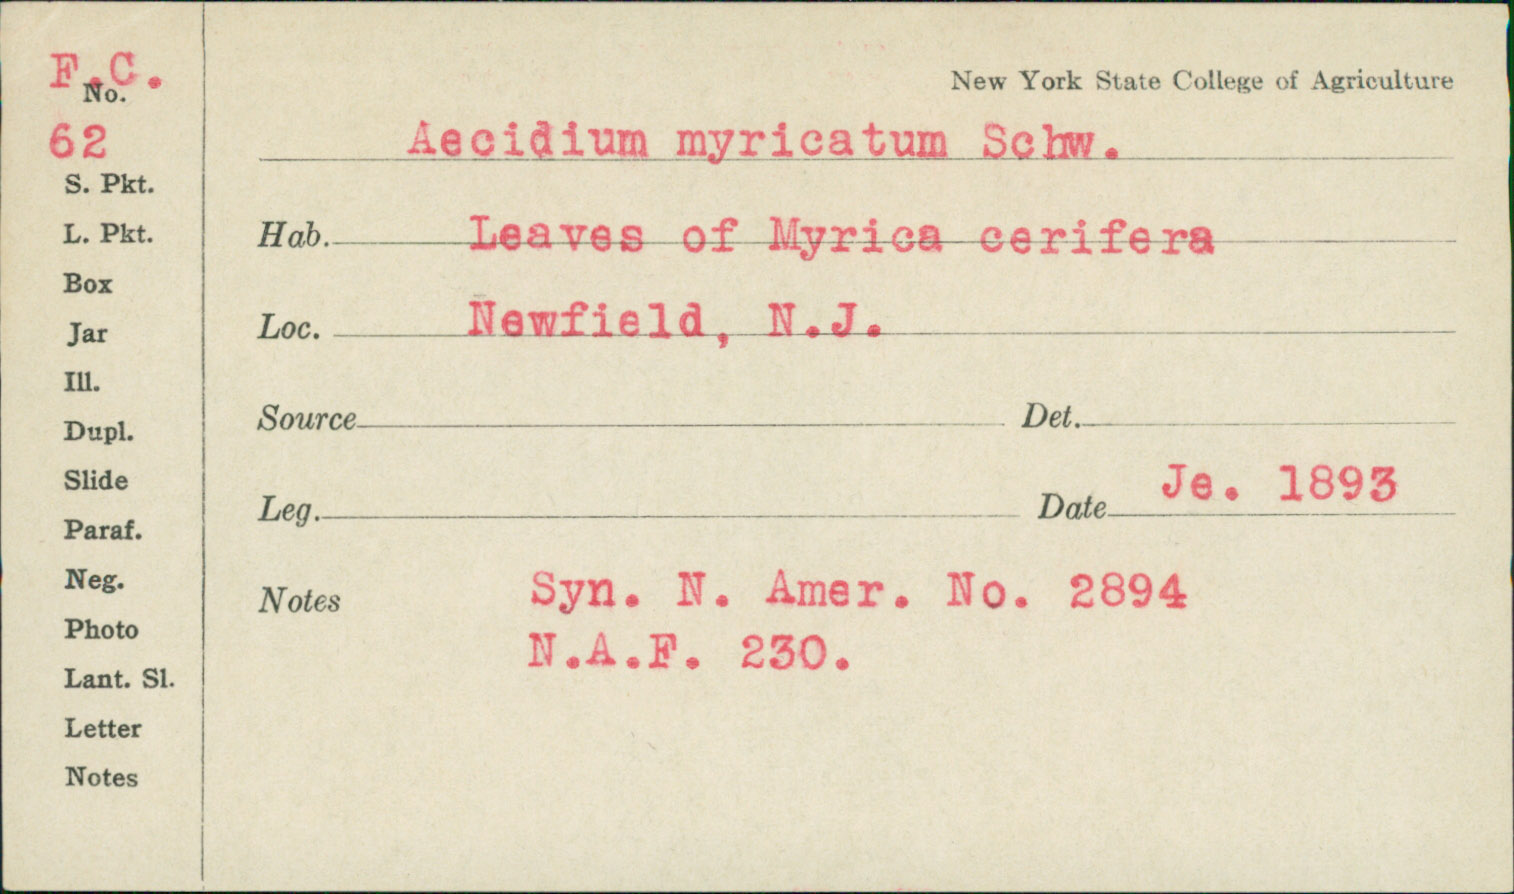 F.C.
No.
62
S. Pkt.
L. Pkt.
Box
Jar
Ill.
Dupl.
Slide
Paraf.
Neg.
Photo
Lant. Sl.
Letter
Notes
New York State College of Agriculture
Aecidium myricatum Schw.
Hab. Leaves of Myrica cerifera
Loc. Newfield, N.J.
Source Det.
Leg. Date Je. 1893
Notes Syn. N. Amer. No. 2894
N.A.F. 230.